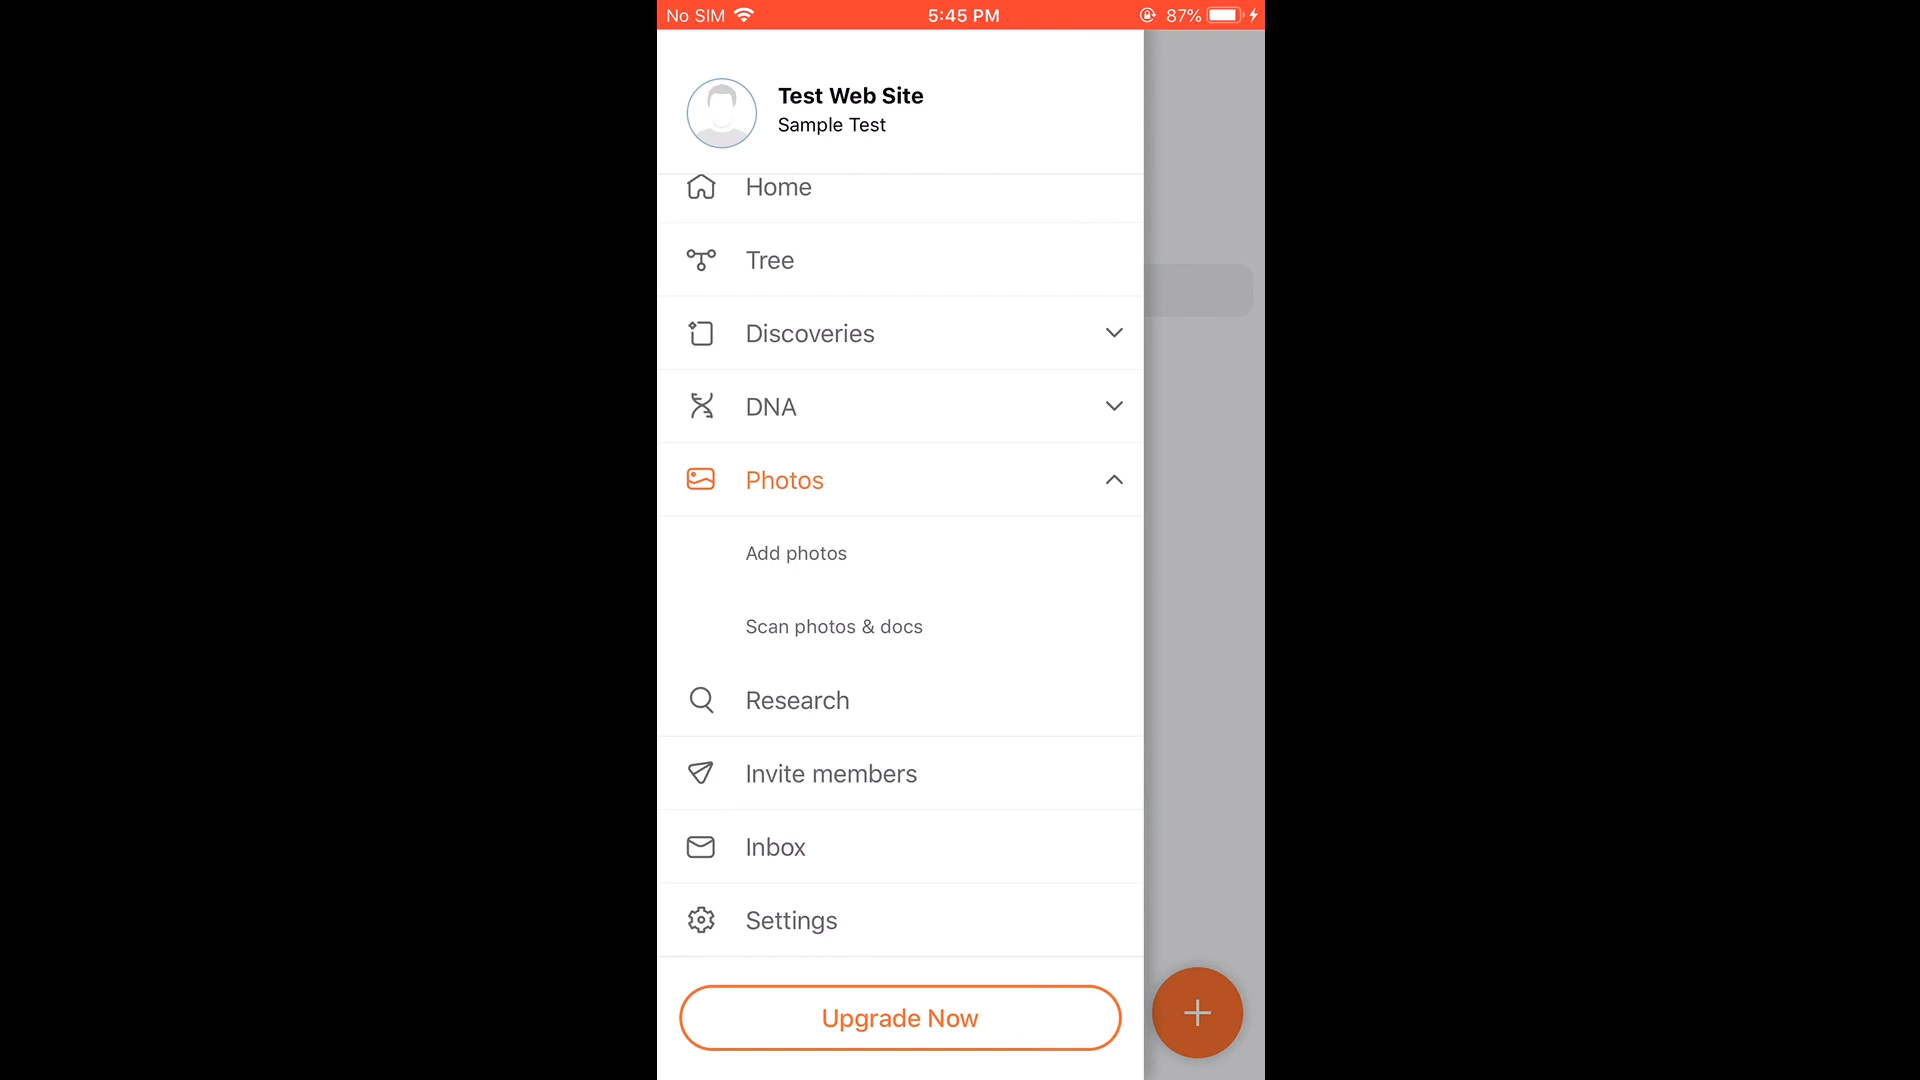 No SIM 5:45 PM 87%
Test Web Site
Sample Test
Home
Tree
Discoveries
DNA
Photos
Add photos
Scan photos & docs
Research
Invite members
Inbox
Settings
Upgrade Now